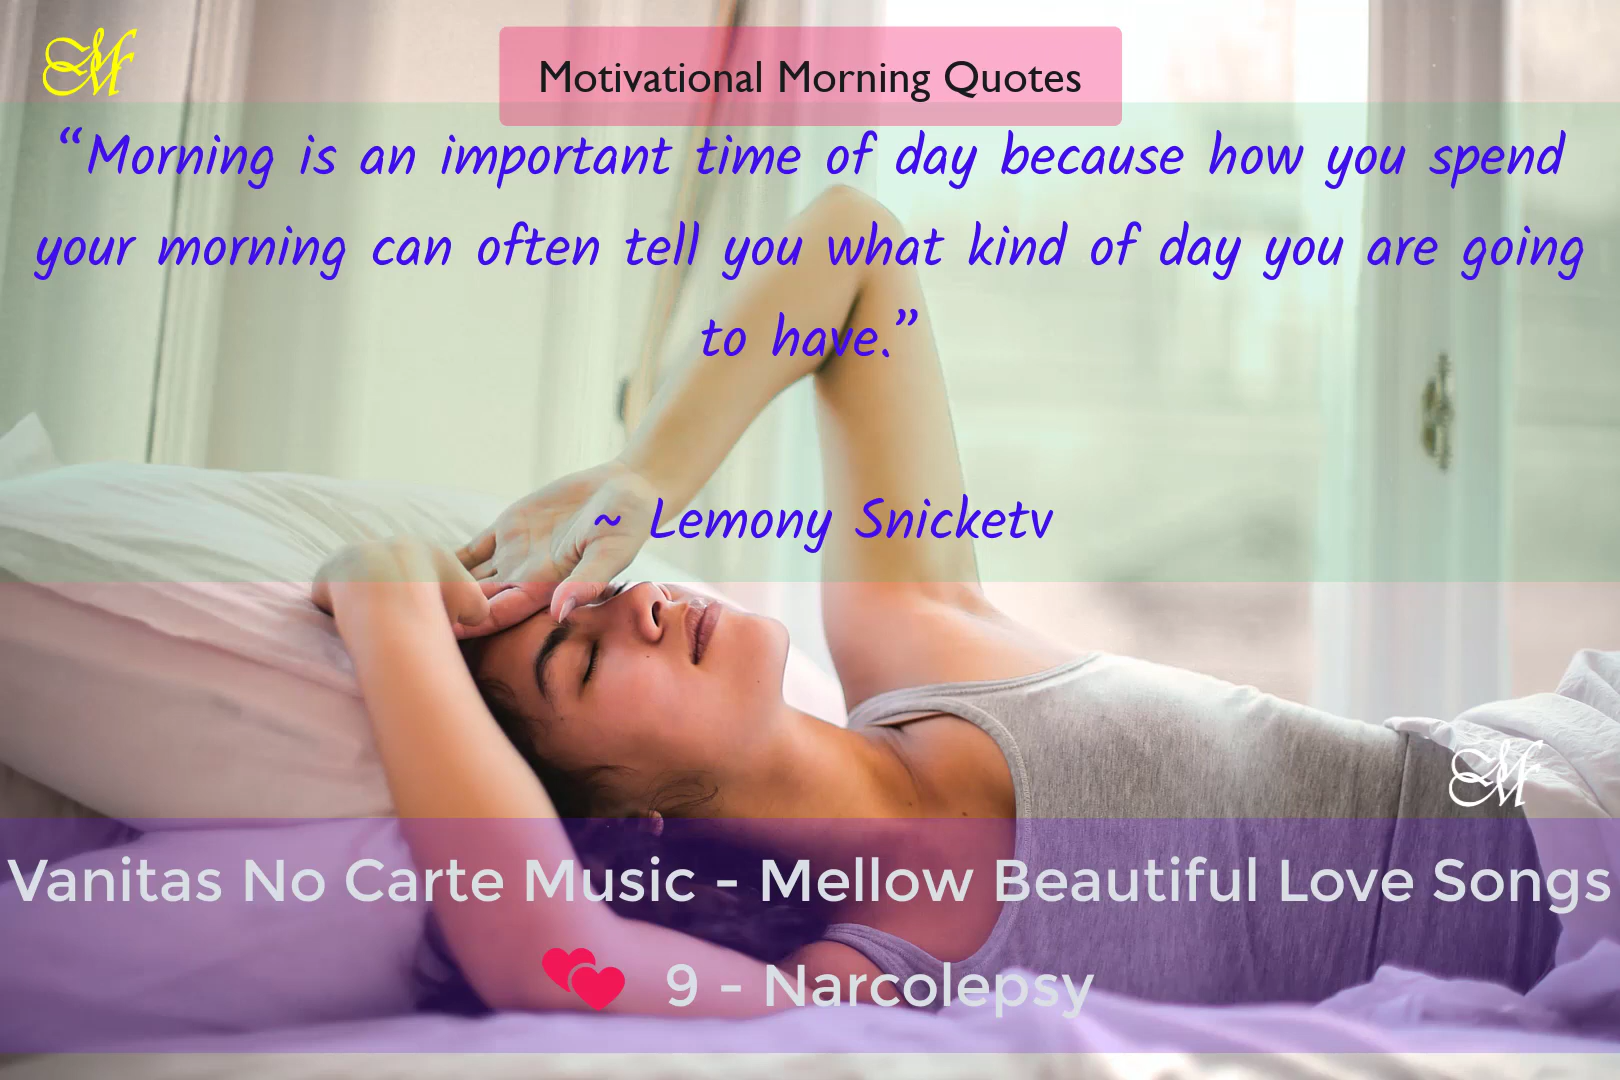 Motivational Morning Quotes
“Morning is an important time of day because how you spend
your morning can often tell you what kind of day you are going
to have.”
~ Lemony Snicketv
Vanitas No Carte Music - Mellow Beautiful Love Songs
9 - Narcolepsy